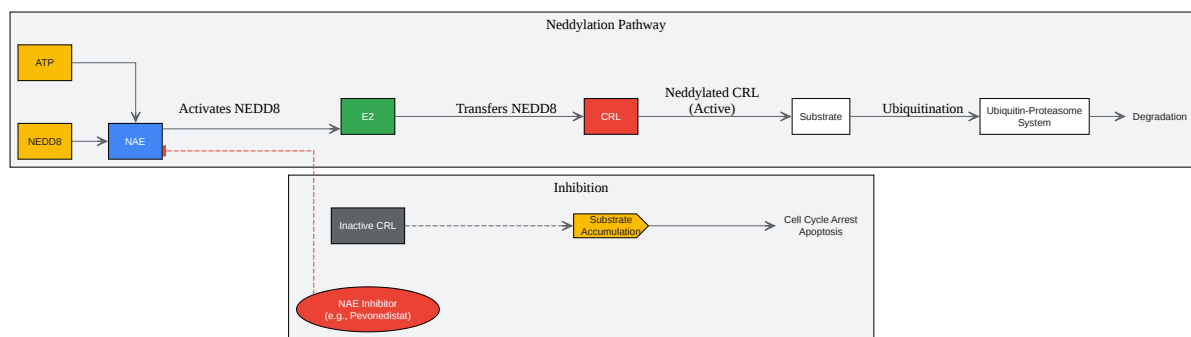 Neddylation Pathway
ATP
NEDD8
NAE
Activates NEDD8
E2
Transfers NEDD8
CRL
Neddylated CRL
(Active)
Substrate
Ubiquitination
Ubiquitin-Proteasome
System
Degradation
Inhibition
Inactive CRL
Substrate
Accumulation
Cell Cycle Arrest
Apoptosis
NAE Inhibitor
(e.g., Pevonedistat)